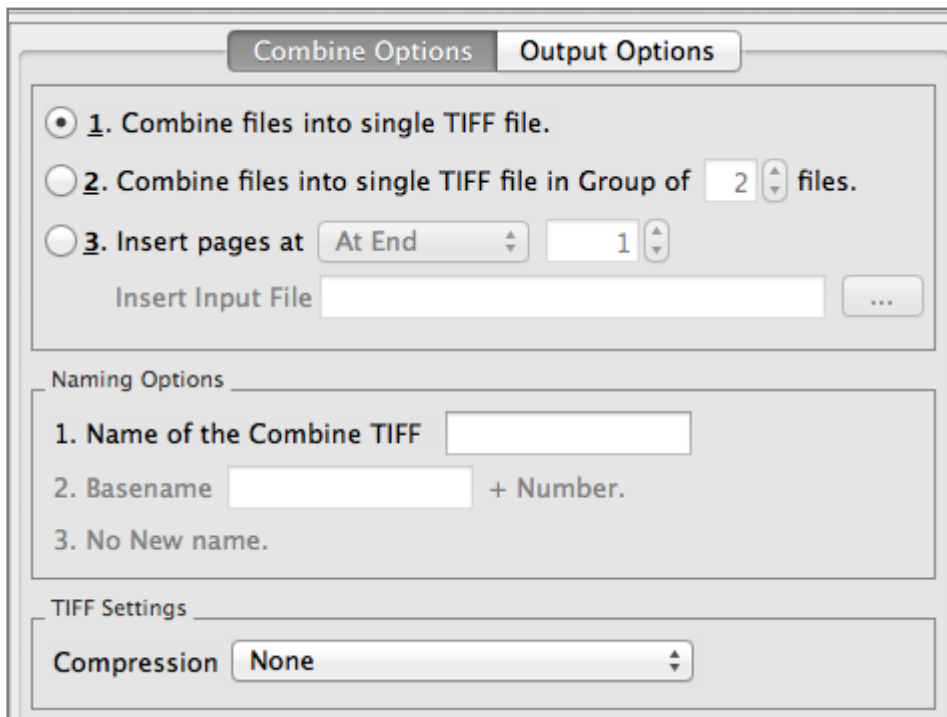 Combine Options Output Options
1. Combine files into single TIFF file.
2. Combine files into single TIFF file in Group of 2 files.
3. Insert pages at At End 1
Insert Input File ...
Naming Options
1. Name of the Combine TIFF
2. Basename + Number.
3. No New name.
TIFF Settings
Compression None